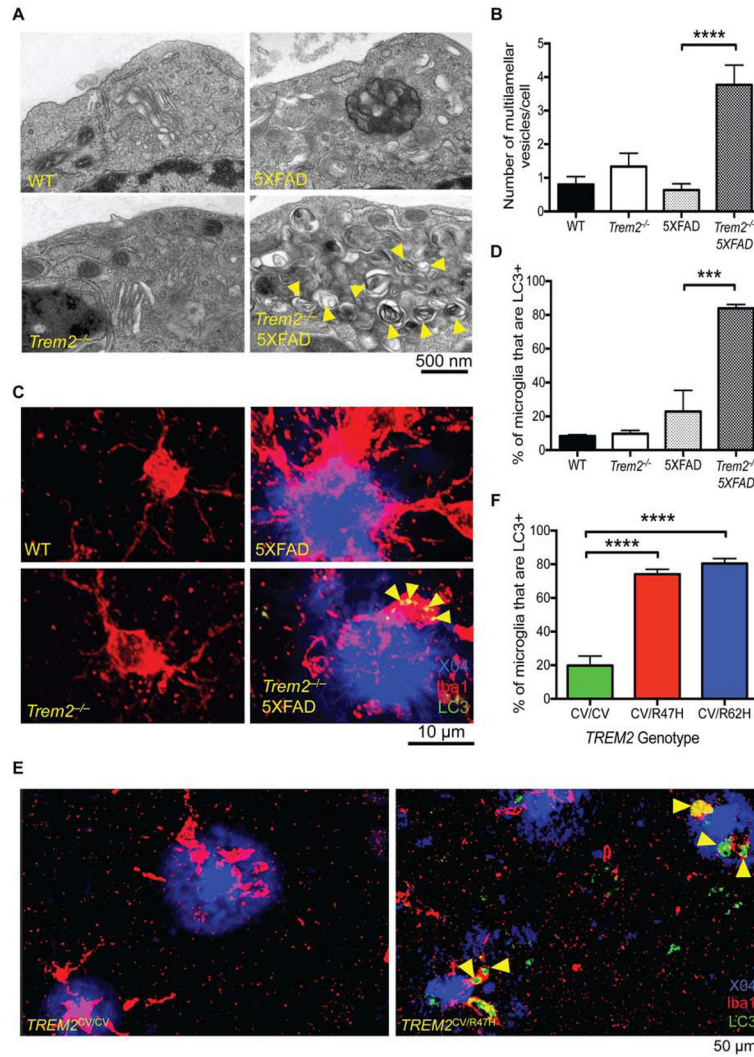 A
WT
5XFAD
Trem2⁻/⁻
Trem2⁻/⁻
5XFAD
500 nm
B
Number of multilamellar
vesicles/cell
5
4
3
2
1
0
****
WT
Trem2⁻/⁻
5XFAD
Trem2⁻/⁻
5XFAD
C
WT
5XFAD
Trem2⁻/⁻
Trem2⁻/⁻
5XFAD
X04
Iba1
LC3
10 µm
D
% of microglia that are LC3+
100
80
60
40
20
0
***
WT
Trem2⁻/⁻
5XFAD
Trem2⁻/⁻
5XFAD
F
% of microglia that are LC3+
100
80
60
40
20
0
****
****
CV/CV
CV/R47H
CV/R62H
TREM2 Genotype
E
TREM2CV/CV
TREM2CV/R47H
X04
Iba1
LC3
50 µm